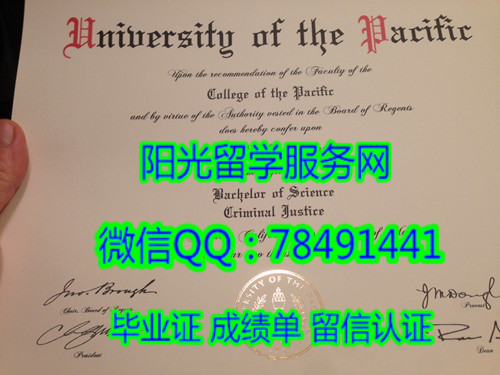 University of the Pacific
Upon the recommendation of the Faculty of the
College of the Pacific
and by virtue of the Authority vested in the Board of Regents
does hereby confer upon
阳光留学服务网
Bachelor of Science
Criminal Justice
微信QQ：78491441
毕业证 成绩单 留信认证
President
Dean